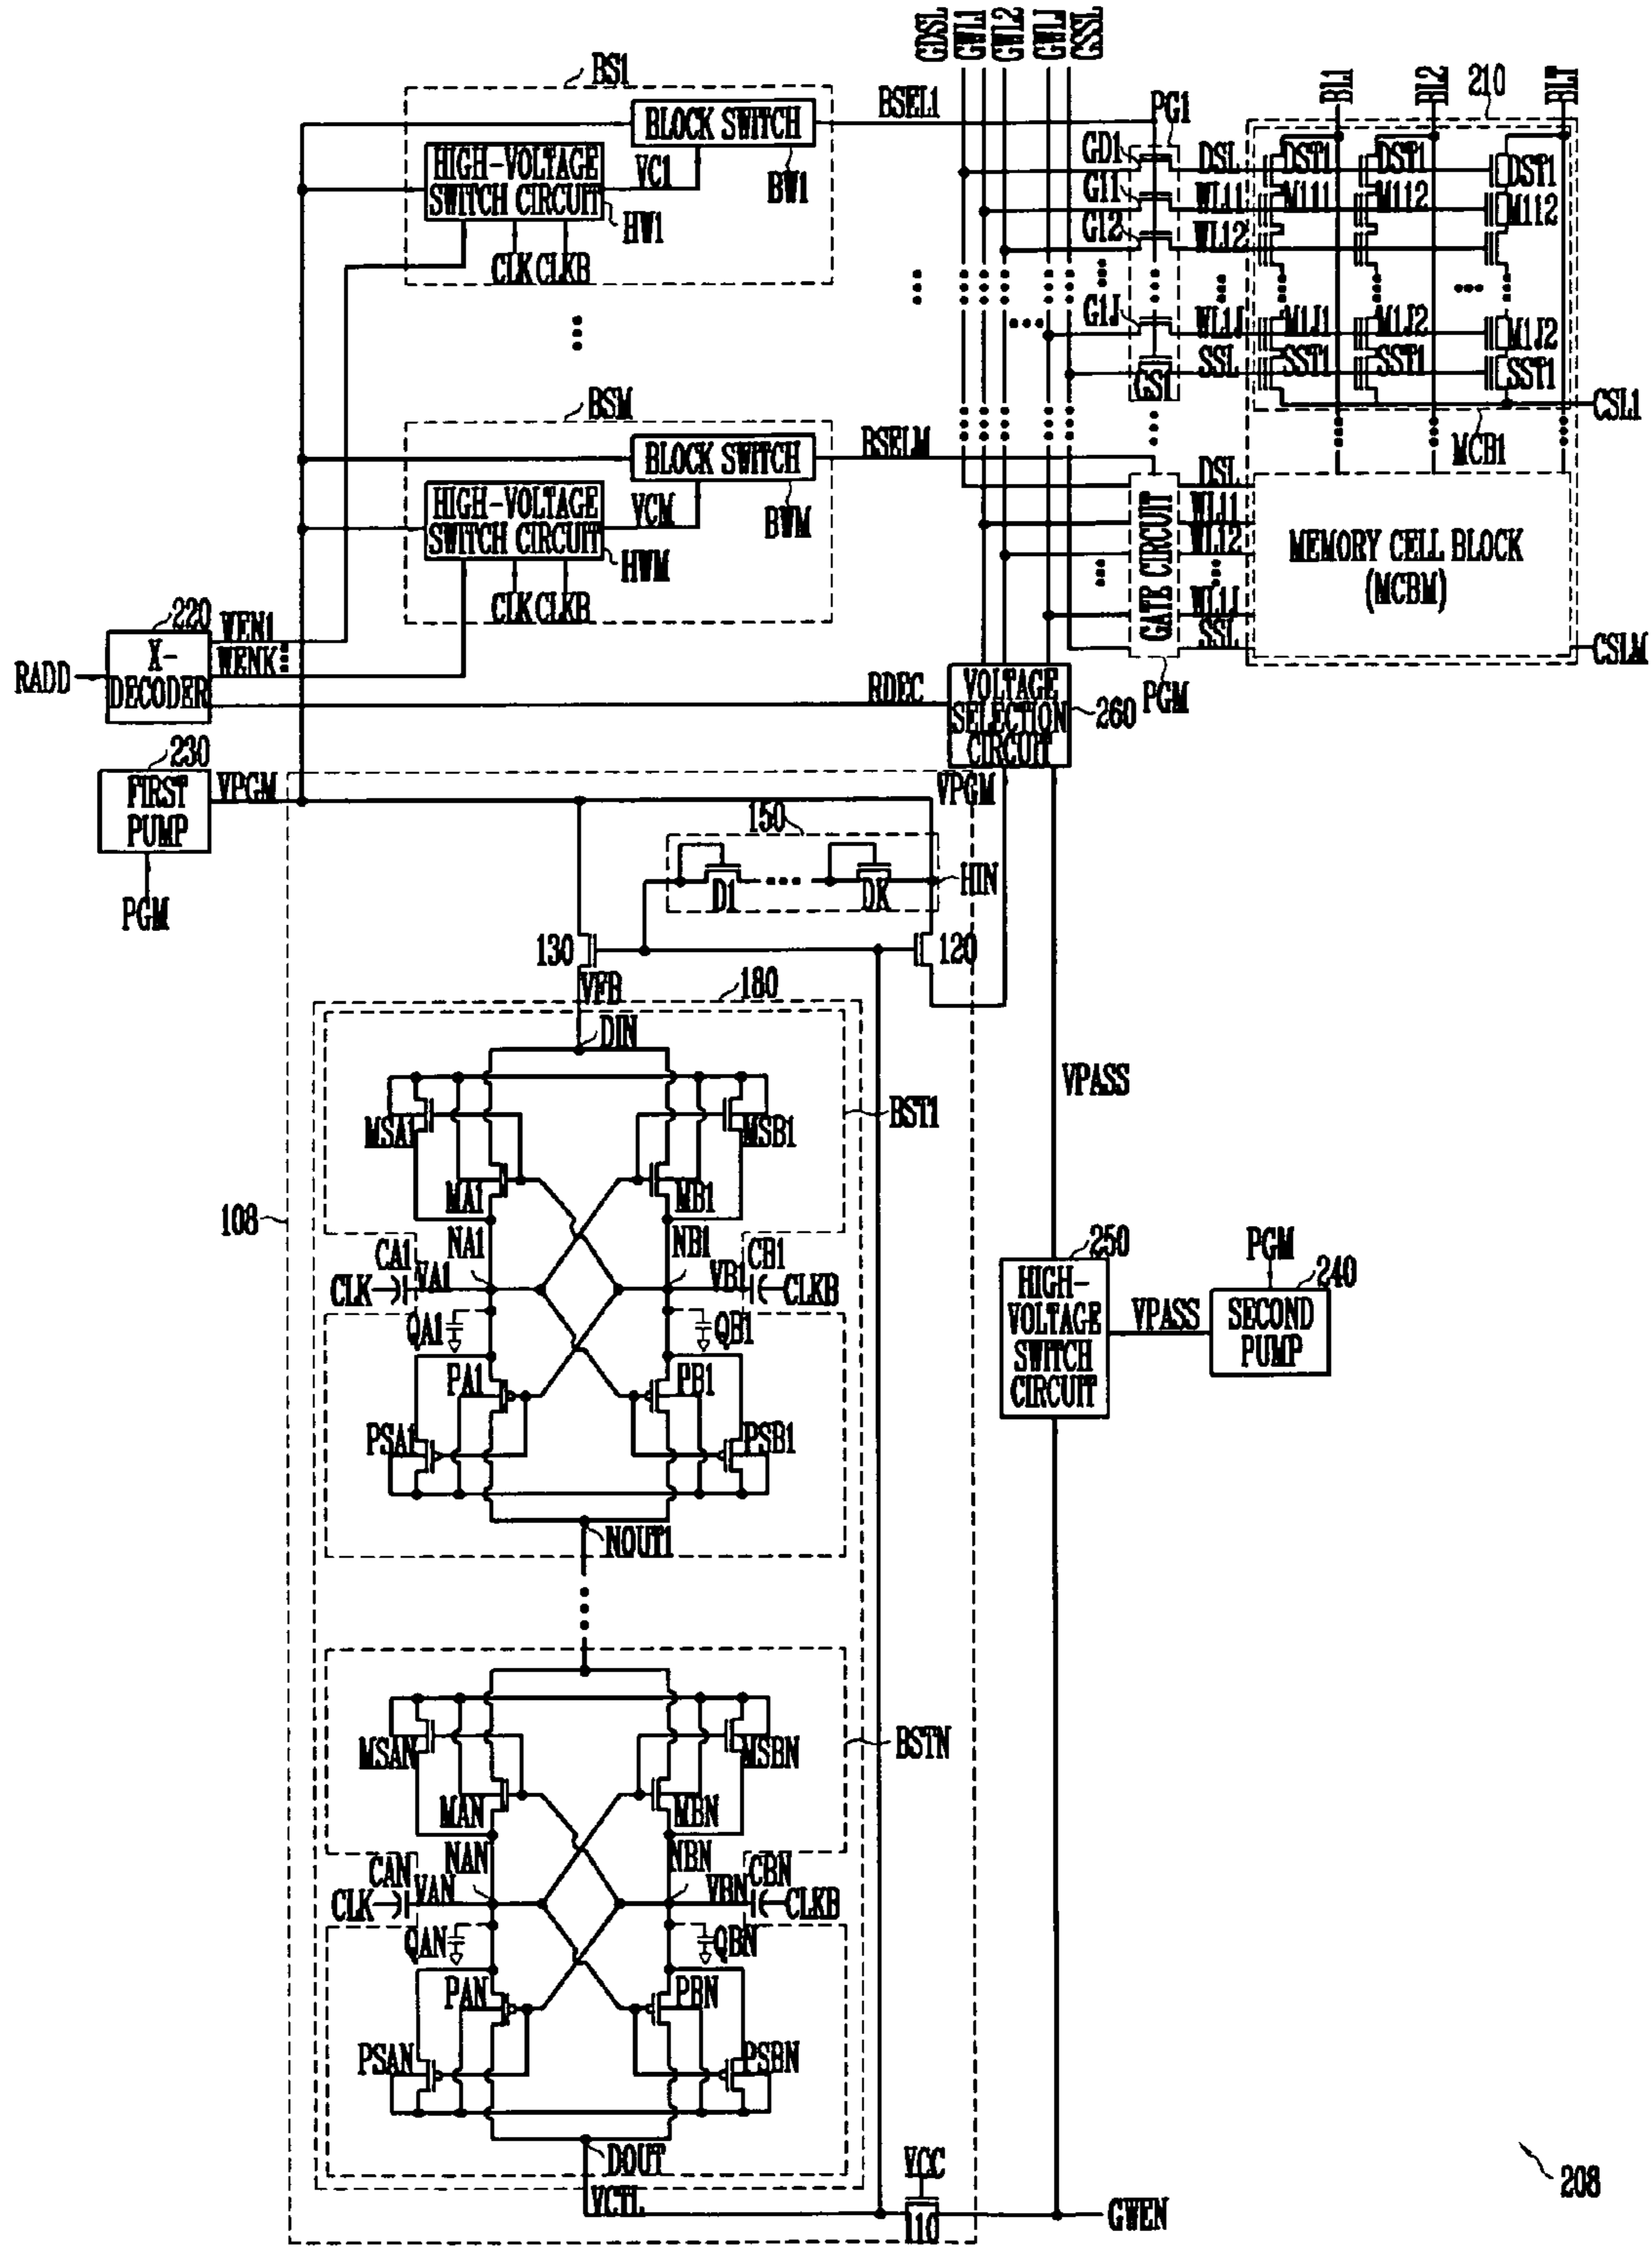 GDSL
GWL1
GWL2
GWLJ
GSSL
BS1
BLOCK SWITCH
BSEL1
PG1
BL1
BL2
210
BLT
HIGH-VOLTAGE
SWITCH CIRCUIT
VC1
BW1
HW1
CLK CLKB
GD1
DSL
DST1
DST1
DST1
G11
WL11
M111
M112
M112
G12
WL12
G1J
WL1J
M1J1
M1J2
M1J2
SSL
SST1
SST1
SST1
GS1
CSL1
MCB1
BSM
BLOCK SWITCH
BSELM
HIGH-VOLTAGE
SWITCH CIRCUIT
VCM
BWM
HWM
CLK CLKB
DSL
WL11
WL12
WL1J
SSL
GATE CIRCUIT
PGM
MEMORY CELL BLOCK
(MCBM)
CSLM
220
WEN1
WENK
RADD
X-
DECODER
RDEC
VOLTAGE
SELECTION
CIRCUIT
260
230
FIRST
PUMP
VPGM
PGM
VPGM
150
D1
DK
HIN
130
120
VFB
180
DIN
VPASS
BST1
MSA1
MSB1
MA1
MB1
108
NA1
NB1
CA1
VA1
VB1
CB1
CLK
CLKB
QA1
QB1
PA1
PB1
PSA1
PSB1
NOUT1
250
HIGH-
VOLTAGE
SWITCH
CIRCUIT
PGM
240
VPASS
SECOND
PUMP
BSTN
MSAN
MSBN
MAN
MBN
NAN
NBN
CAN
VAN
VBN
CBN
CLK
CLKB
QAN
QBN
PAN
PBN
PSAN
PSBN
DOUT
VCTL
VCC
110
GWEN
208